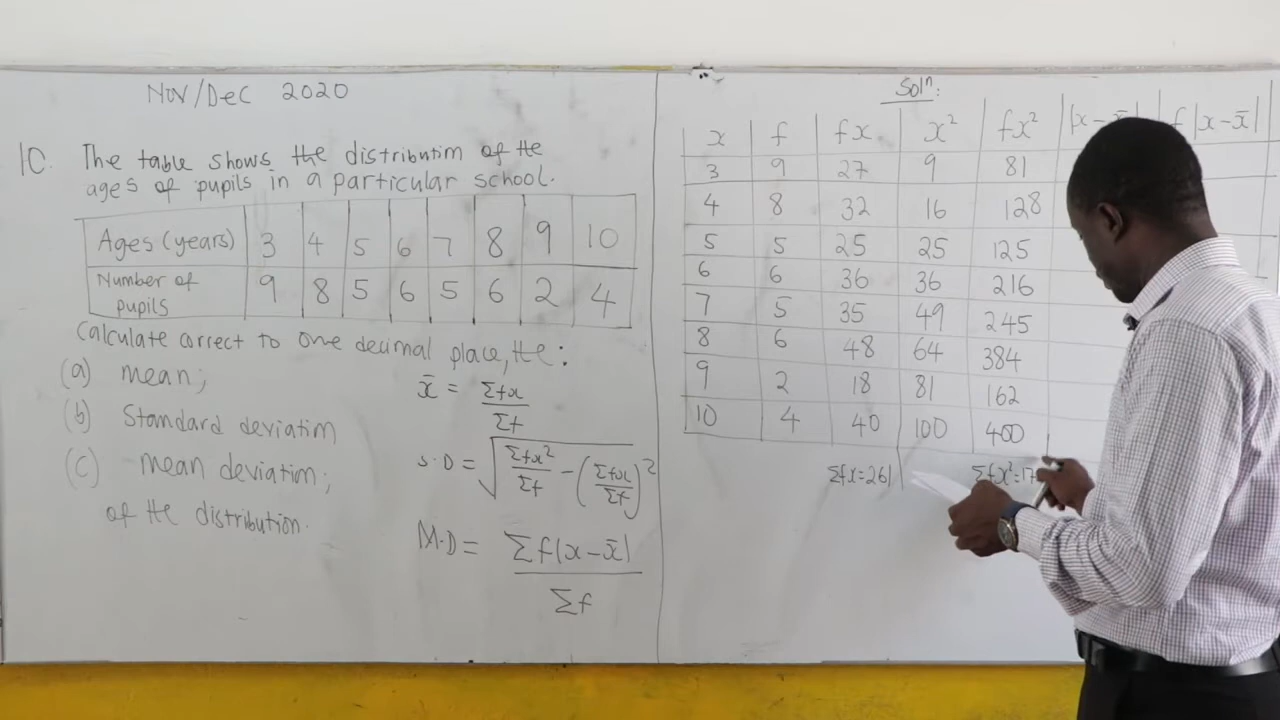 Nov/Dec 2020
10. The table shows the distribution of the
ages of pupils in a particular school.
Ages (years) 3 4 5 6 7 8 9 10
Number of pupils 9 8 5 6 5 6 2 4
Calculate correct to one decimal place, the:
(a) mean;
(b) Standard deviation
(c) mean deviation;
of the distribution.
x̄ = Σfx / Σf
S.D = √(Σfx²/Σf − (Σfx/Σf)²)
M.D = Σf|x−x̄| / Σf
Solⁿ:
x f fx x² fx² |x−x̄| f|x−x̄|
3 9 27 9 81
4 8 32 16 128
5 5 25 25 125
6 6 36 36 216
7 5 35 49 245
8 6 48 64 384
9 2 18 81 162
10 4 40 100 400
Σfx=261 Σfx²=17